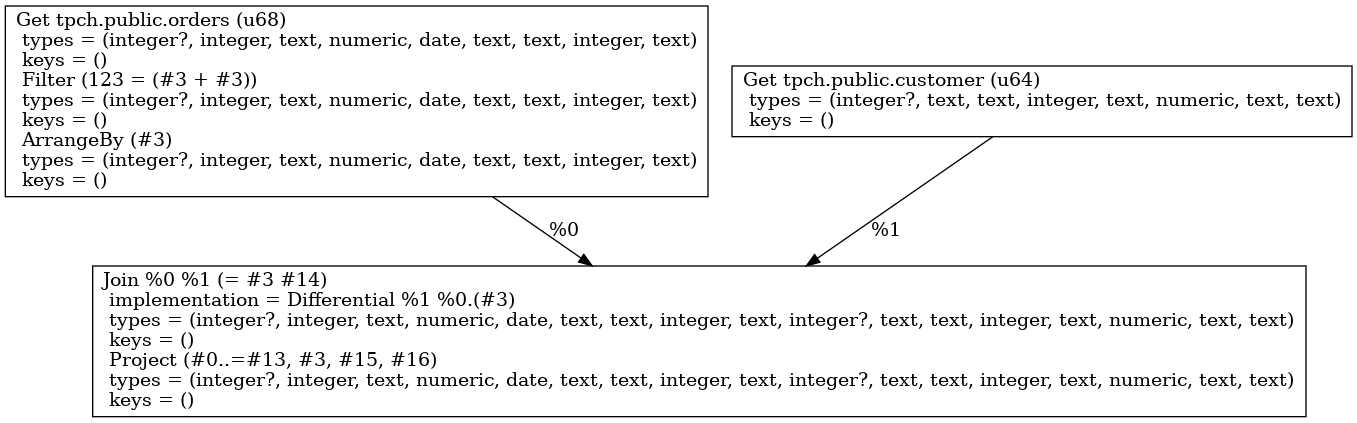 Get tpch.public.orders (u68)
types = (integer?, integer, text, numeric, date, text, text, integer, text)
keys = ()
Filter (123 = (#3 + #3))
types = (integer?, integer, text, numeric, date, text, text, integer, text)
keys = ()
ArrangeBy (#3)
types = (integer?, integer, text, numeric, date, text, text, integer, text)
keys = ()
Get tpch.public.customer (u64)
types = (integer?, text, text, integer, text, numeric, text, text)
keys = ()
%0
%1
Join %0 %1 (= #3 #14)
implementation = Differential %1 %0.(#3)
types = (integer?, integer, text, numeric, date, text, text, integer, text, integer?, text, text, integer, text, numeric, text, text)
keys = ()
Project (#0..=#13, #3, #15, #16)
types = (integer?, integer, text, numeric, date, text, text, integer, text, integer?, text, text, integer, text, numeric, text, text)
keys = ()